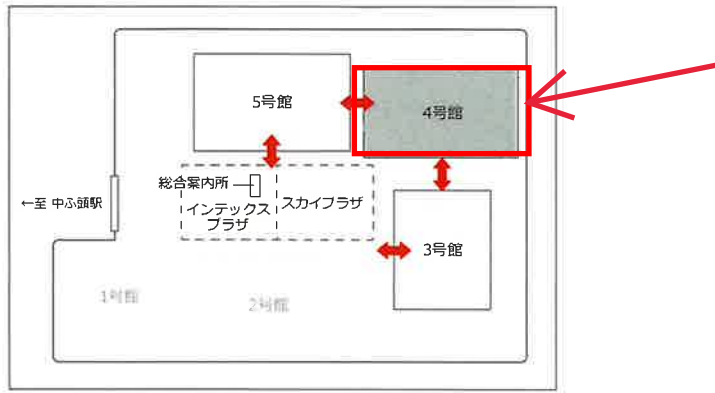 5号館
4号館
総合案内所
インデックス
プラザ
スカイプラザ
←至 中ふ頭駅
3号館
1号館
2号館